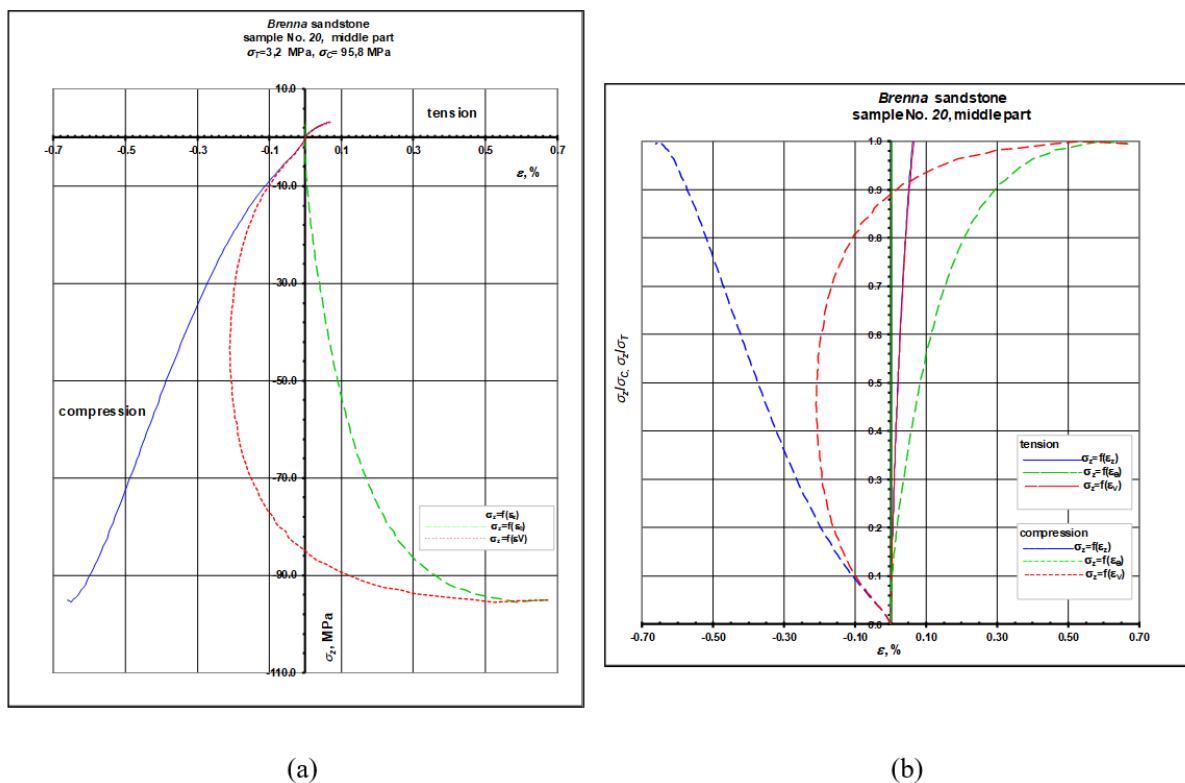 Brenna sandstone
sample No. 20, middle part
σT=3,2 MPa, σC= 95,8 MPa
10.0
tension
-0.7 -0.5 -0.3 -0.1 0.1 0.3 0.5 0.7
ε, %
-10.0
-30.0
compression
-50.0
-70.0
σz=f(εz)
σz=f(εt)
σz=f(εV)
-90.0
σz, MPa
-110.0
(a)
Brenna sandstone
sample No. 20, middle part
1.0
0.9
0.8
0.7
0.6
σz/σC, σz/σT
0.5
0.4
tension
σz=f(εz)
σz=f(εθ)
σz=f(εV)
0.3
0.2
compression
σz=f(εz)
σz=f(εθ)
σz=f(εV)
0.1
0.0
-0.70 -0.50 -0.30 -0.10 0.10 0.30 0.50 0.70
ε, %
(b)